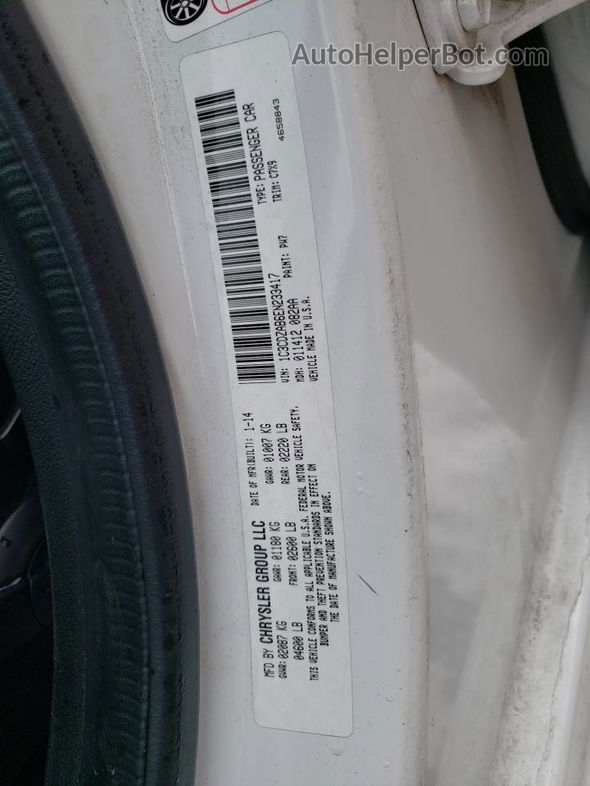 AutoHelperBot.com
MFD BY CHRYSLER GROUP LLC
DATE OF MFR(BUILT): 1-14
GVWR: 02087 KG GAWR: 01180 KG GAWR: 01007 KG
04600 LB FRONT: 02600 LB REAR: 02220 LB
THIS VEHICLE CONFORMS TO ALL APPLICABLE U.S.A. FEDERAL MOTOR VEHICLE SAFETY,
BUMPER AND THEFT PREVENTION STANDARDS IN EFFECT ON
THE DATE OF MANUFACTURE SHOWN ABOVE.
VIN: 1C3CDZAB6EN233417 TYPE: PASSENGER CAR
MDH: 011412 082AA PAINT: PW7 TRIM: C7X9
VEHICLE MADE IN U.S.A. 4658843